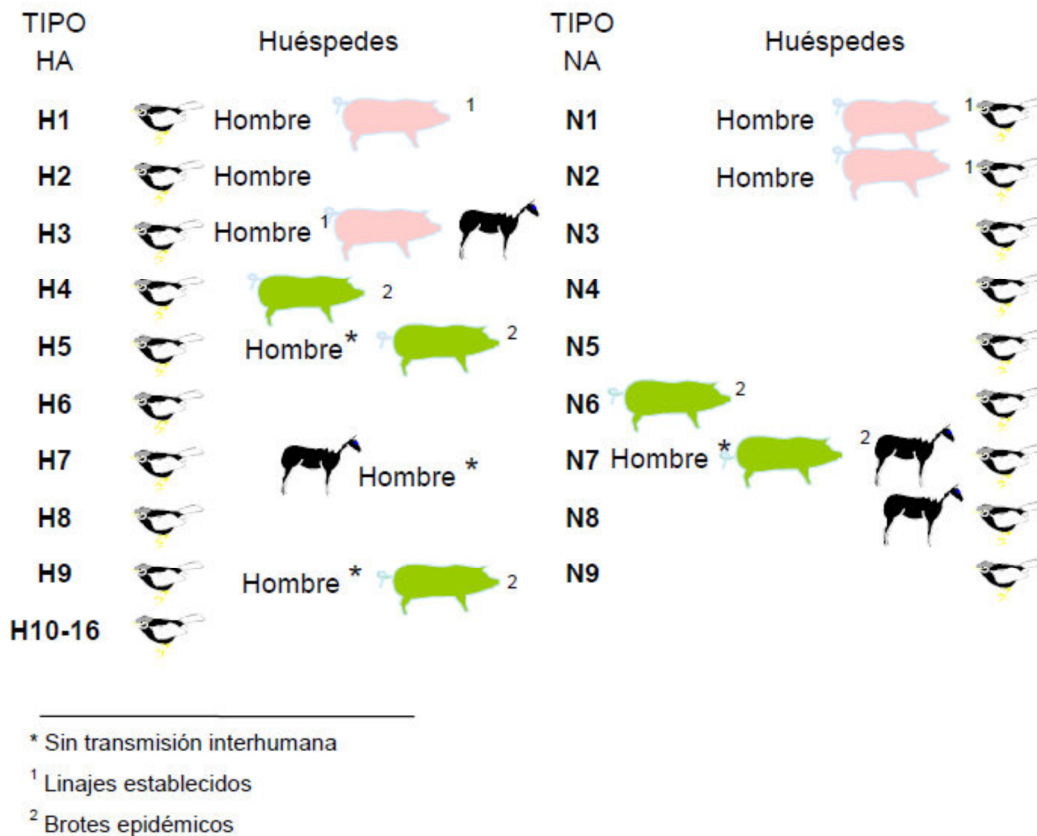 TIPO
HA
Huéspedes
TIPO
NA
Huéspedes
H1
Hombre
1
N1
Hombre
1
H2
Hombre
N2
Hombre
1
H3
Hombre
1
N3
H4
2
N4
H5
Hombre *
2
N5
H6
N6
2
H7
Hombre *
N7
Hombre *
2
H8
N8
H9
Hombre *
2
N9
H10-16
* Sin transmisión interhumana
1 Linajes establecidos
2 Brotes epidémicos